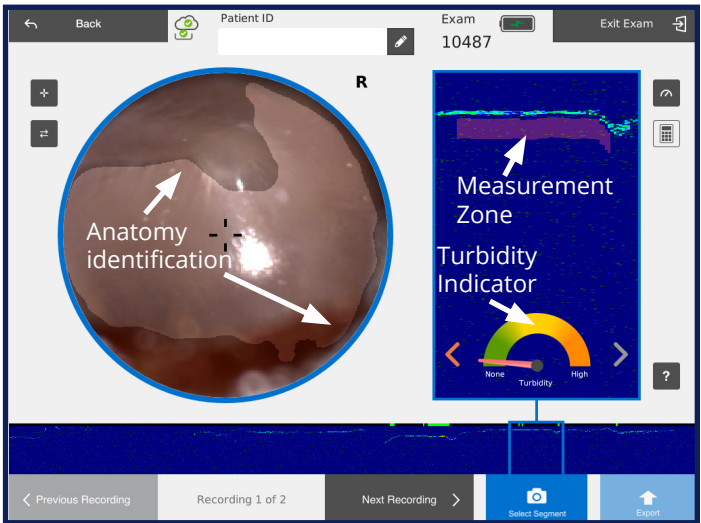 Back
Patient ID
Exam
10487
Exit Exam
R
Anatomy
identification
Measurement
Zone
Turbidity
Indicator
None
High
Turbidity
?
Previous Recording
Recording 1 of 2
Next Recording
Select Segment
Export